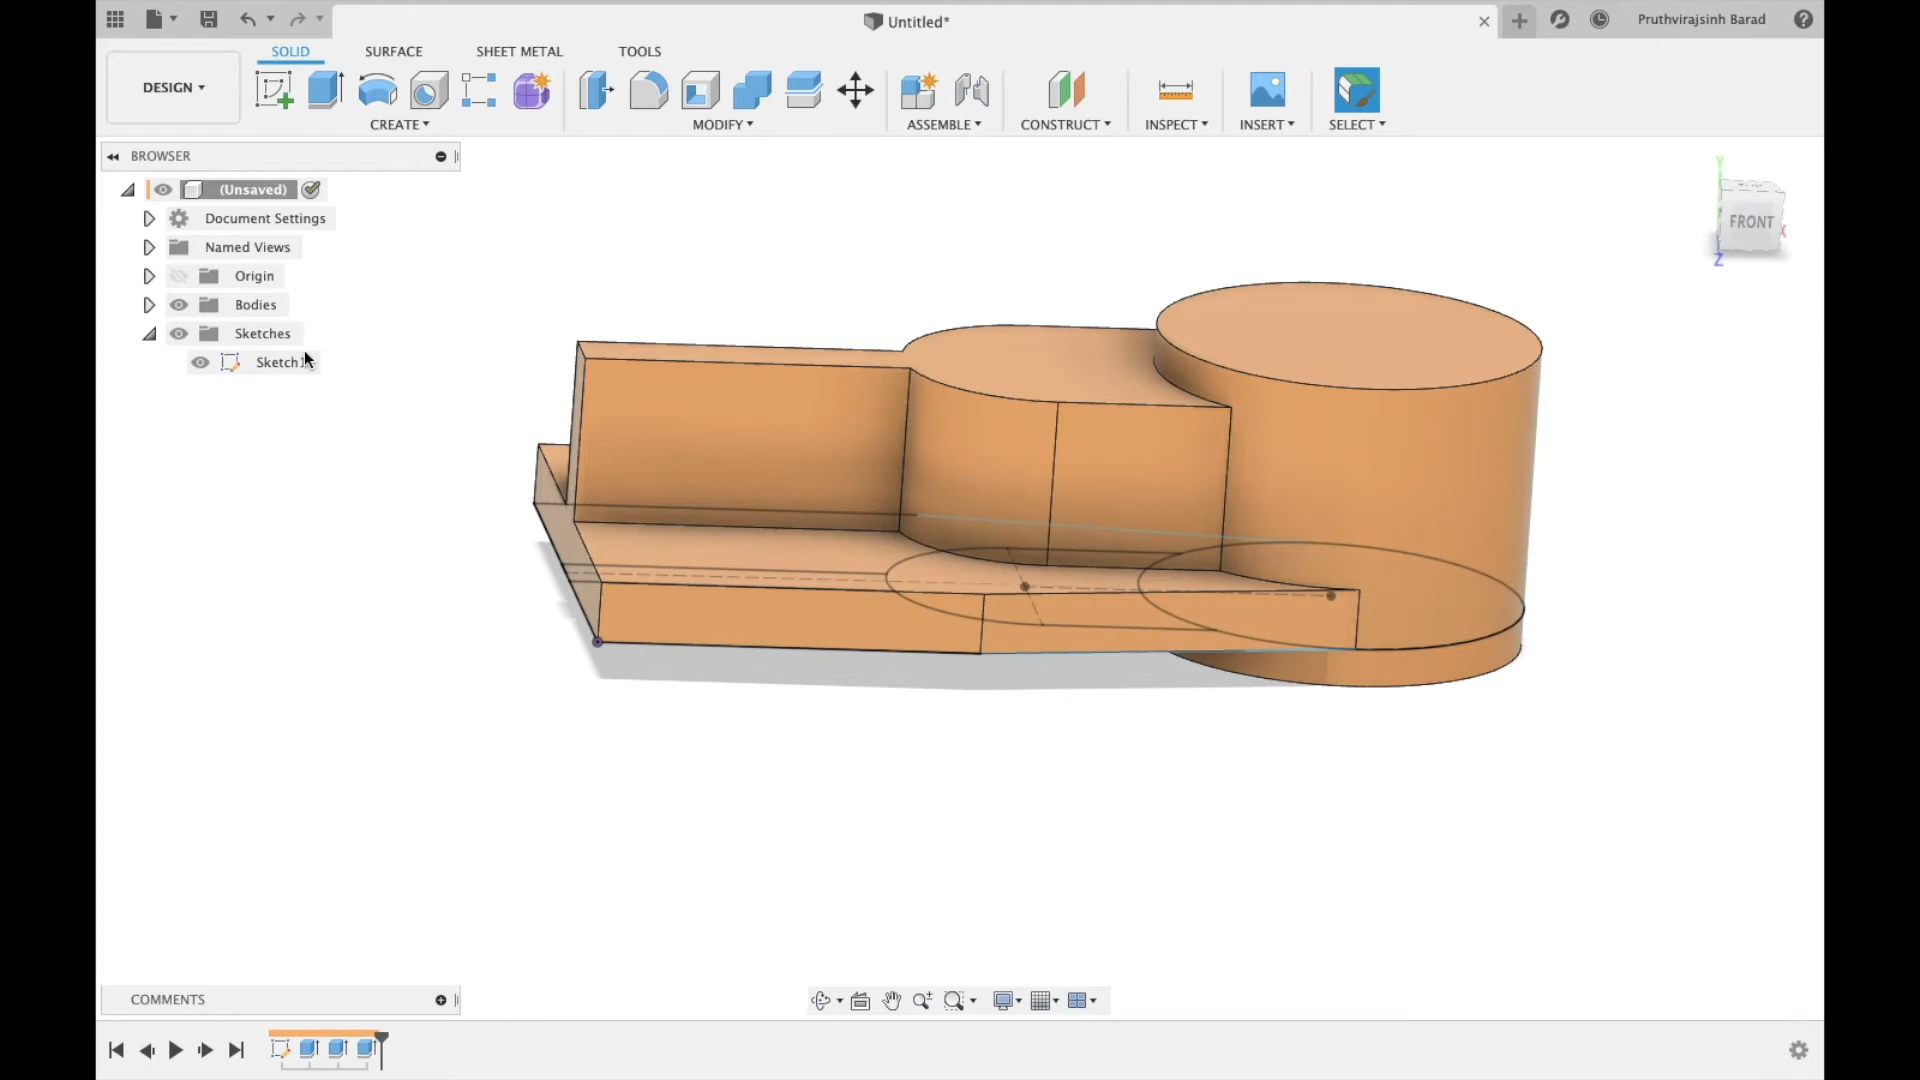 Untitled*
Pruthvirajsinh Barad
SOLID SURFACE SHEET METAL TOOLS
DESIGN
CREATE MODIFY ASSEMBLE CONSTRUCT INSPECT INSERT SELECT
BROWSER
(Unsaved)
Document Settings
Named Views
Origin
Bodies
Sketches
Sketch1
Y
FRONT
X
Z
COMMENTS